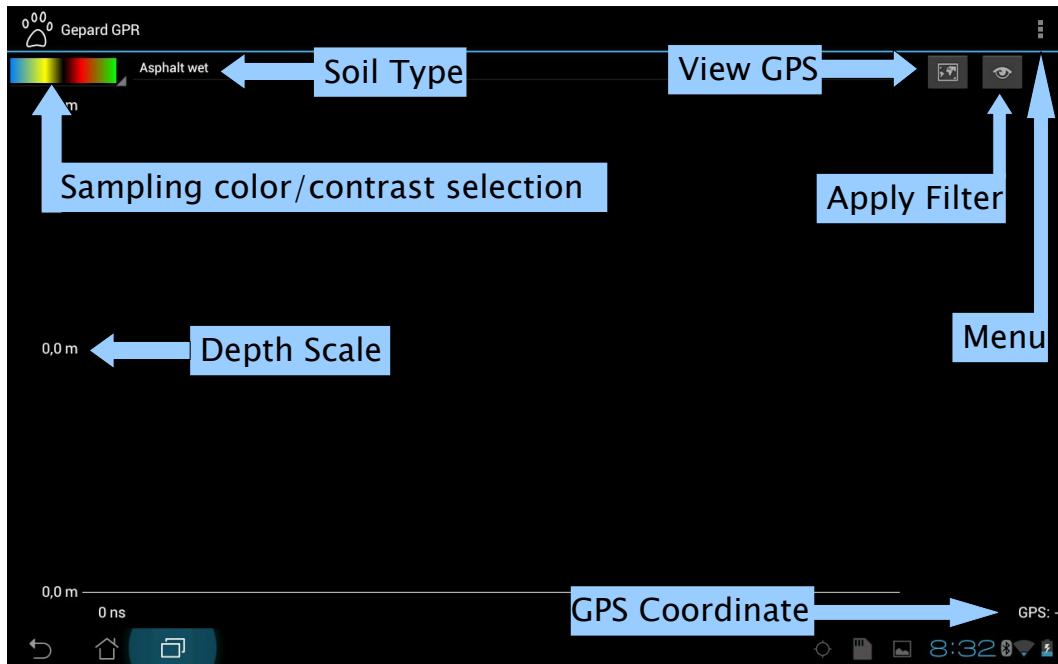 Gepard GPR
Asphalt wet
Soil Type
View GPS
m
Sampling color/contrast selection
Apply Filter
Menu
0,0 m
Depth Scale
0,0 m
0 ns
GPS Coordinate
GPS: -
8:32